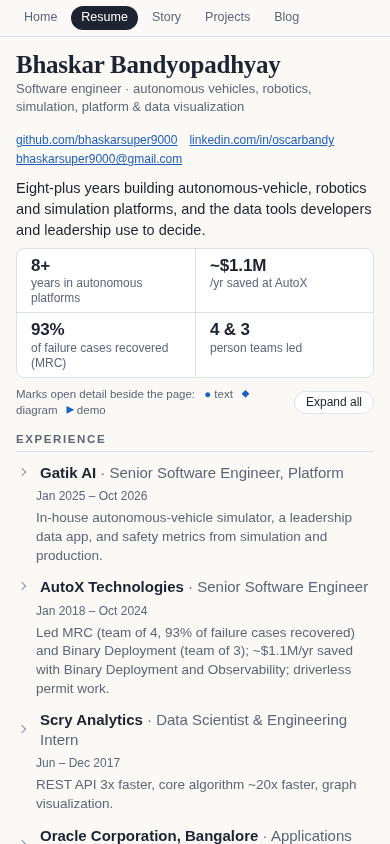 Home Resume Story Projects Blog
Bhaskar Bandyopadhyay
Software engineer · autonomous vehicles, robotics,
simulation, platform & data visualization
github.com/bhaskarsuper9000 linkedin.com/in/oscarbandy
bhaskarsuper9000@gmail.com
Eight-plus years building autonomous-vehicle, robotics
and simulation platforms, and the data tools developers
and leadership use to decide.
8+
years in autonomous
platforms
~$1.1M
/yr saved at AutoX
93%
of failure cases recovered
(MRC)
4 & 3
person teams led
Marks open detail beside the page: ● text ◆
diagram ▶ demo
Expand all
EXPERIENCE
Gatik AI · Senior Software Engineer, Platform
Jan 2025 – Oct 2026
In-house autonomous-vehicle simulator, a leadership
data app, and safety metrics from simulation and
production.
AutoX Technologies · Senior Software Engineer
Jan 2018 – Oct 2024
Led MRC (team of 4, 93% of failure cases recovered)
and Binary Deployment (team of 3); ~$1.1M/yr saved
with Binary Deployment and Observability; driverless
permit work.
Scry Analytics · Data Scientist & Engineering
Intern
Jun – Dec 2017
REST API 3x faster, core algorithm ~20x faster, graph
visualization.
Oracle Corporation, Bangalore · Applications